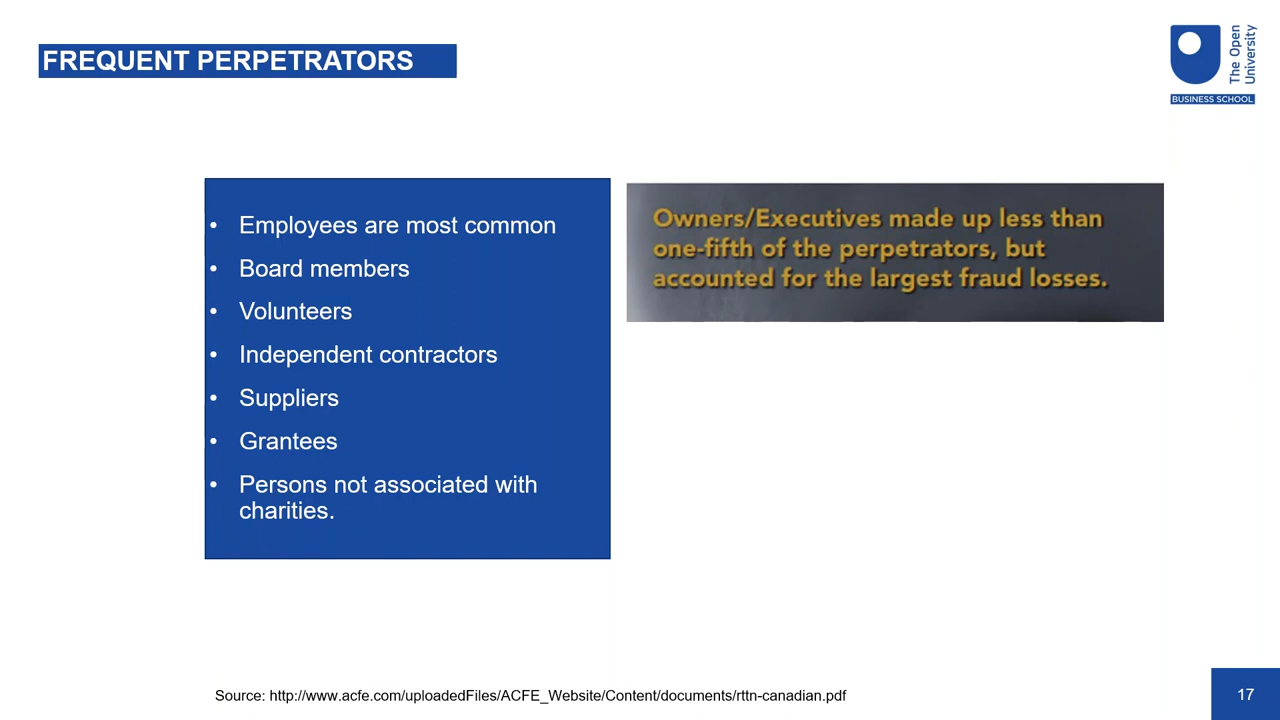 FREQUENT PERPETRATORS
The Open
University
BUSINESS SCHOOL
• Employees are most common
• Board members
• Volunteers
• Independent contractors
• Suppliers
• Grantees
• Persons not associated with
charities.
Owners/Executives made up less than
one-fifth of the perpetrators, but
accounted for the largest fraud losses.
Source: http://www.acfe.com/uploadedFiles/ACFE_Website/Content/documents/rttn-canadian.pdf
17